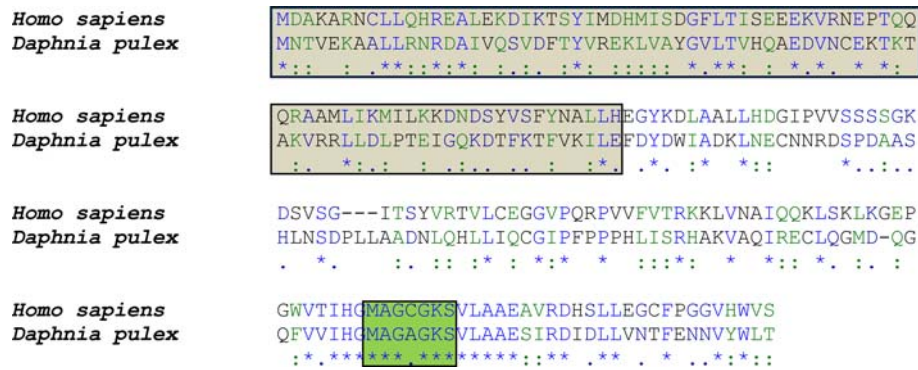 Homo sapiens MDAKARNCLLQHREALEKDIKTSYIMDHMISDGFLTISEEEKVRNEPTQQ
Daphnia pulex MNTVEKAALLRNRDAIVQSVDFTYVREKLVAYGVLTVHQAEDVNCEKTKT
*:: : .**::*:*: :.:. :*: ::::: *.**: : *.*. * *:
Homo sapiens QRAAMLIKMILKKDNDSYVSFYNALLHEGYKDLAALLHDGIPVVSSSSGK
Daphnia pulex AKVRRLLDLPTEIGQKDTFKTFVKILEFDYDWIADKLNECNNRDSPDAAS
:. *:.: : .:.. .. : *. *.* :* *:: *..:..
Homo sapiens DSVSG---ITSYVRTVLCEGGVPQRPVVFVTRKKLVNAIQQKLSKLKGEP
Daphnia pulex HLNSDPLLAADNLQHLLIQCGIPFPPPHLISRHAKVAQIRECLQGMD-QG
. *. :. :: :* : *:* * :::*: * *:: *. :. :
Homo sapiens GWVTIHGMAGCGKSVLAAEAVRDHSLLEGCFPGGVHWVS
Daphnia pulex QFVVIHGMAGAGKSVLAAESIRDIDLLVNTFENNVYWLT
:*.******.********::** .** . * ..*:*: